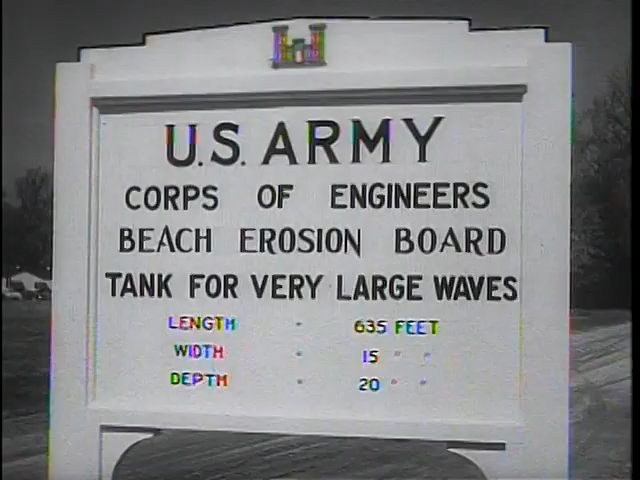 U.S. ARMY
CORPS OF ENGINEERS
BEACH EROSION BOARD
TANK FOR VERY LARGE WAVES
LENGTH - 635 FEET
WIDTH - 15 " "
DEPTH - 20 " "